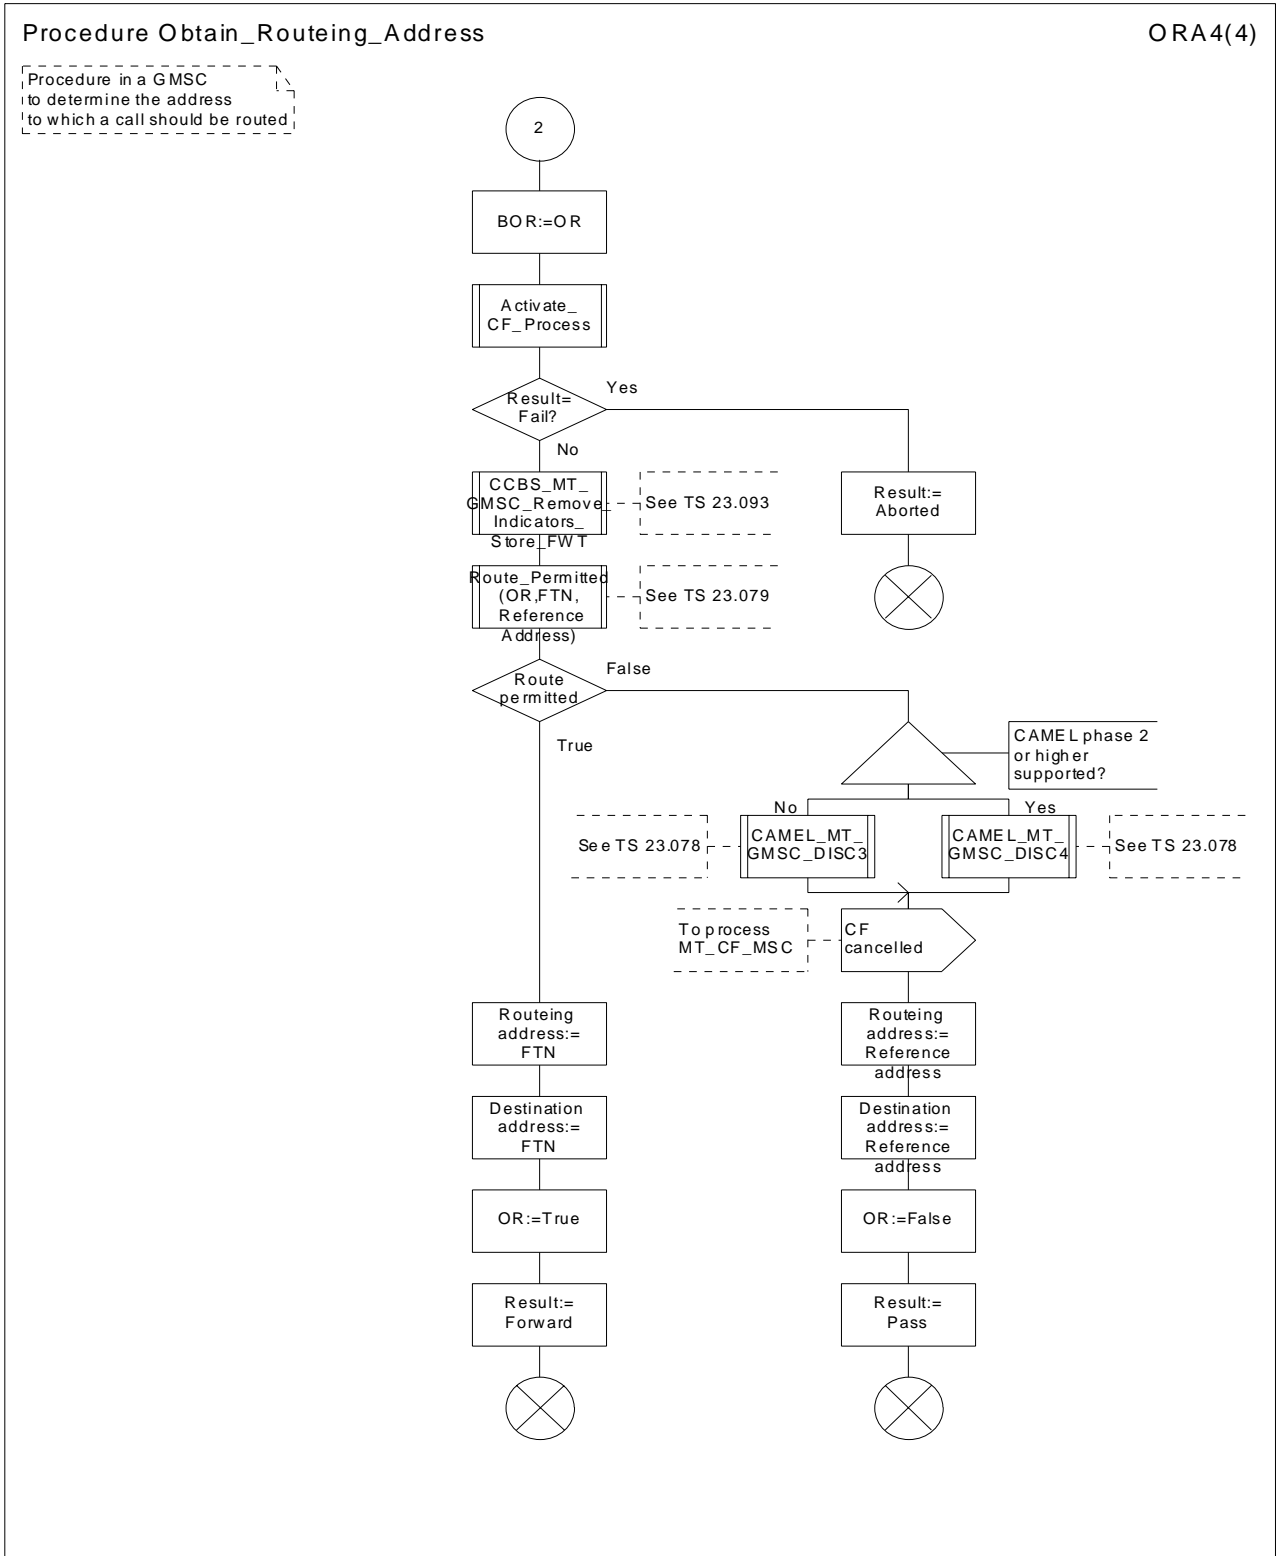 Procedure Obtain_Routeing_Address
ORA4(4)
Procedure in a GMSC
to determine the address
to which a call should be routed
2
BOR:=OR
Activate_
CF_Process
Result=
Fail?
Yes
No
CCBS_MT_
GMSC_Remove_
Indicators_
Store_FWT
See TS 23.093
Result:=
Aborted
Route_Permitted
(OR,FTN,
Reference
Address)
See TS 23.079
Route
permitted
False
True
CAMEL phase 2
or higher
supported?
No
Yes
See TS 23.078
CAMEL_MT_
GMSC_DISC3
CAMEL_MT_
GMSC_DISC4
See TS 23.078
To process
MT_CF_MSC
CF
cancelled
Routeing
address:=
FTN
Routeing
address:=
Reference
address
Destination
address:=
FTN
Destination
address:=
Reference
address
OR:=True
OR:=False
Result:=
Forward
Result:=
Pass